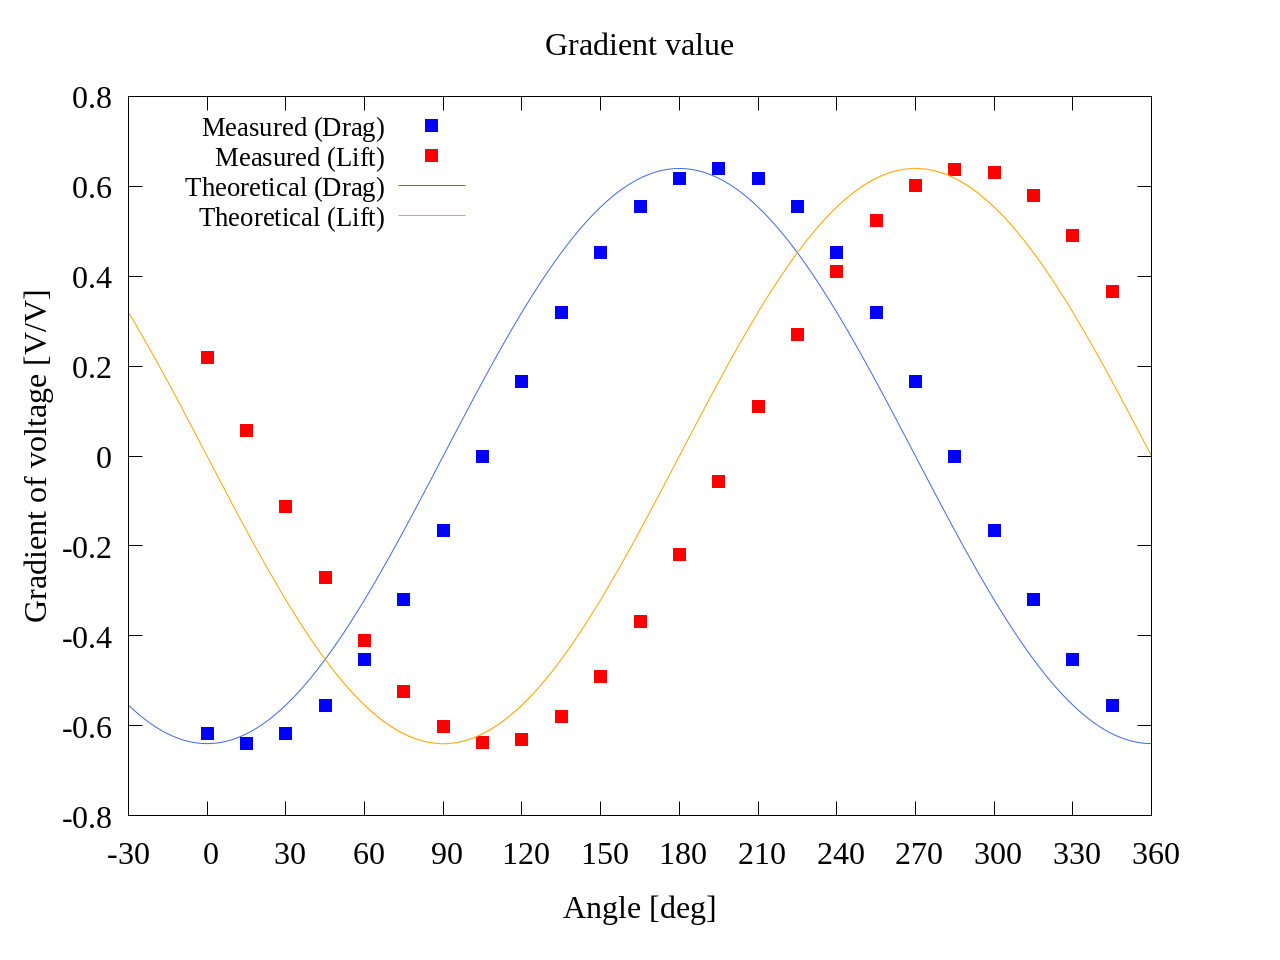 Gradient value
0.8
0.6
0.4
0.2
0
-0.2
-0.4
-0.6
-0.8
Measured (Drag)
Measured (Lift)
Theoretical (Drag)
Theoretical (Lift)
Gradient of voltage [V/V]
-30 0 30 60 90 120 150 180 210 240 270 300 330 360
Angle [deg]